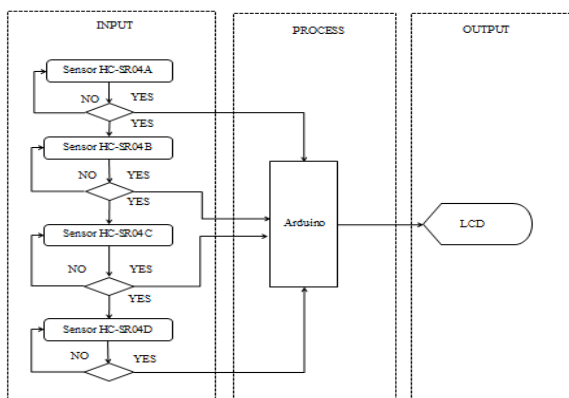 INPUT
PROCESS
OUTPUT
Sensor HC-SR04A
NO
YES
YES
Sensor HC-SR04B
NO
YES
YES
Arduino
LCD
Sensor HC-SR04C
NO
YES
YES
Sensor HC-SR04D
NO
YES